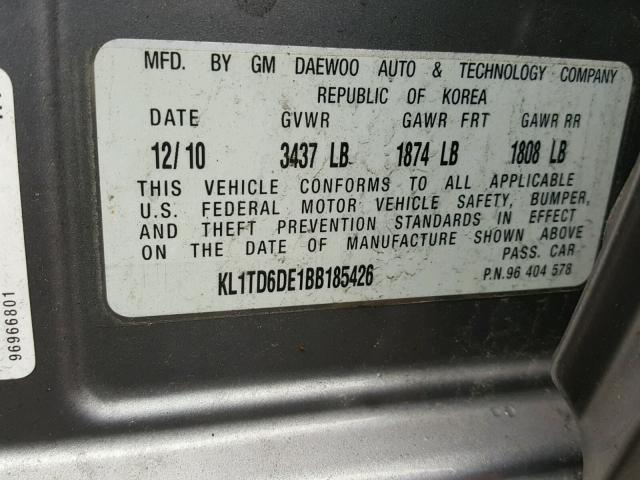 MFD. BY GM DAEWOO AUTO & TECHNOLOGY COMPANY
REPUBLIC OF KOREA
DATE GVWR GAWR FRT GAWR RR
12/10 3437 LB 1874 LB 1808 LB
THIS VEHICLE CONFORMS TO ALL APPLICABLE
U.S. FEDERAL MOTOR VEHICLE SAFETY, BUMPER,
AND THEFT PREVENTION STANDARDS IN EFFECT
ON THE DATE OF MANUFACTURE SHOWN ABOVE
PASS. CAR
KL1TD6DE1BB185426 P.N.96 404 578
96966801